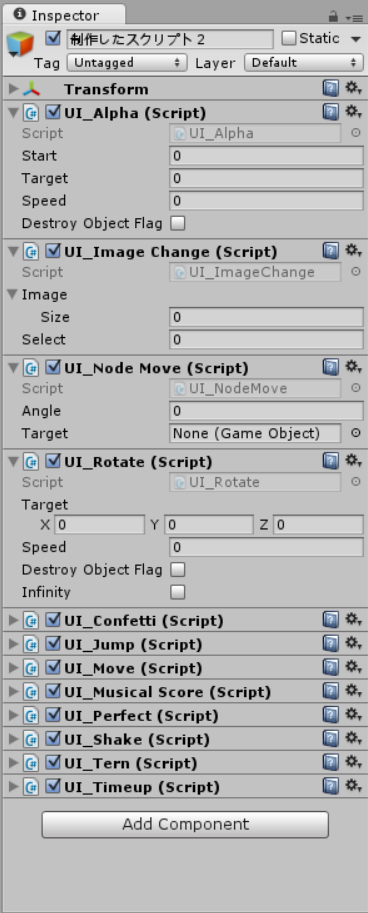 Inspector
制作したスクリプト2 Static
Tag Untagged Layer Default
Transform
UI_Alpha (Script)
Script UI_Alpha
Start 0
Target 0
Speed 0
Destroy Object Flag
UI_Image Change (Script)
Script UI_ImageChange
Image
Size 0
Select 0
UI_Node Move (Script)
Script UI_NodeMove
Angle 0
Target None (Game Object)
UI_Rotate (Script)
Script UI_Rotate
Target
X 0 Y 0 Z 0
Speed 0
Destroy Object Flag
Infinity
UI_Confetti (Script)
UI_Jump (Script)
UI_Move (Script)
UI_Musical Score (Script)
UI_Perfect (Script)
UI_Shake (Script)
UI_Tern (Script)
UI_Timeup (Script)
Add Component